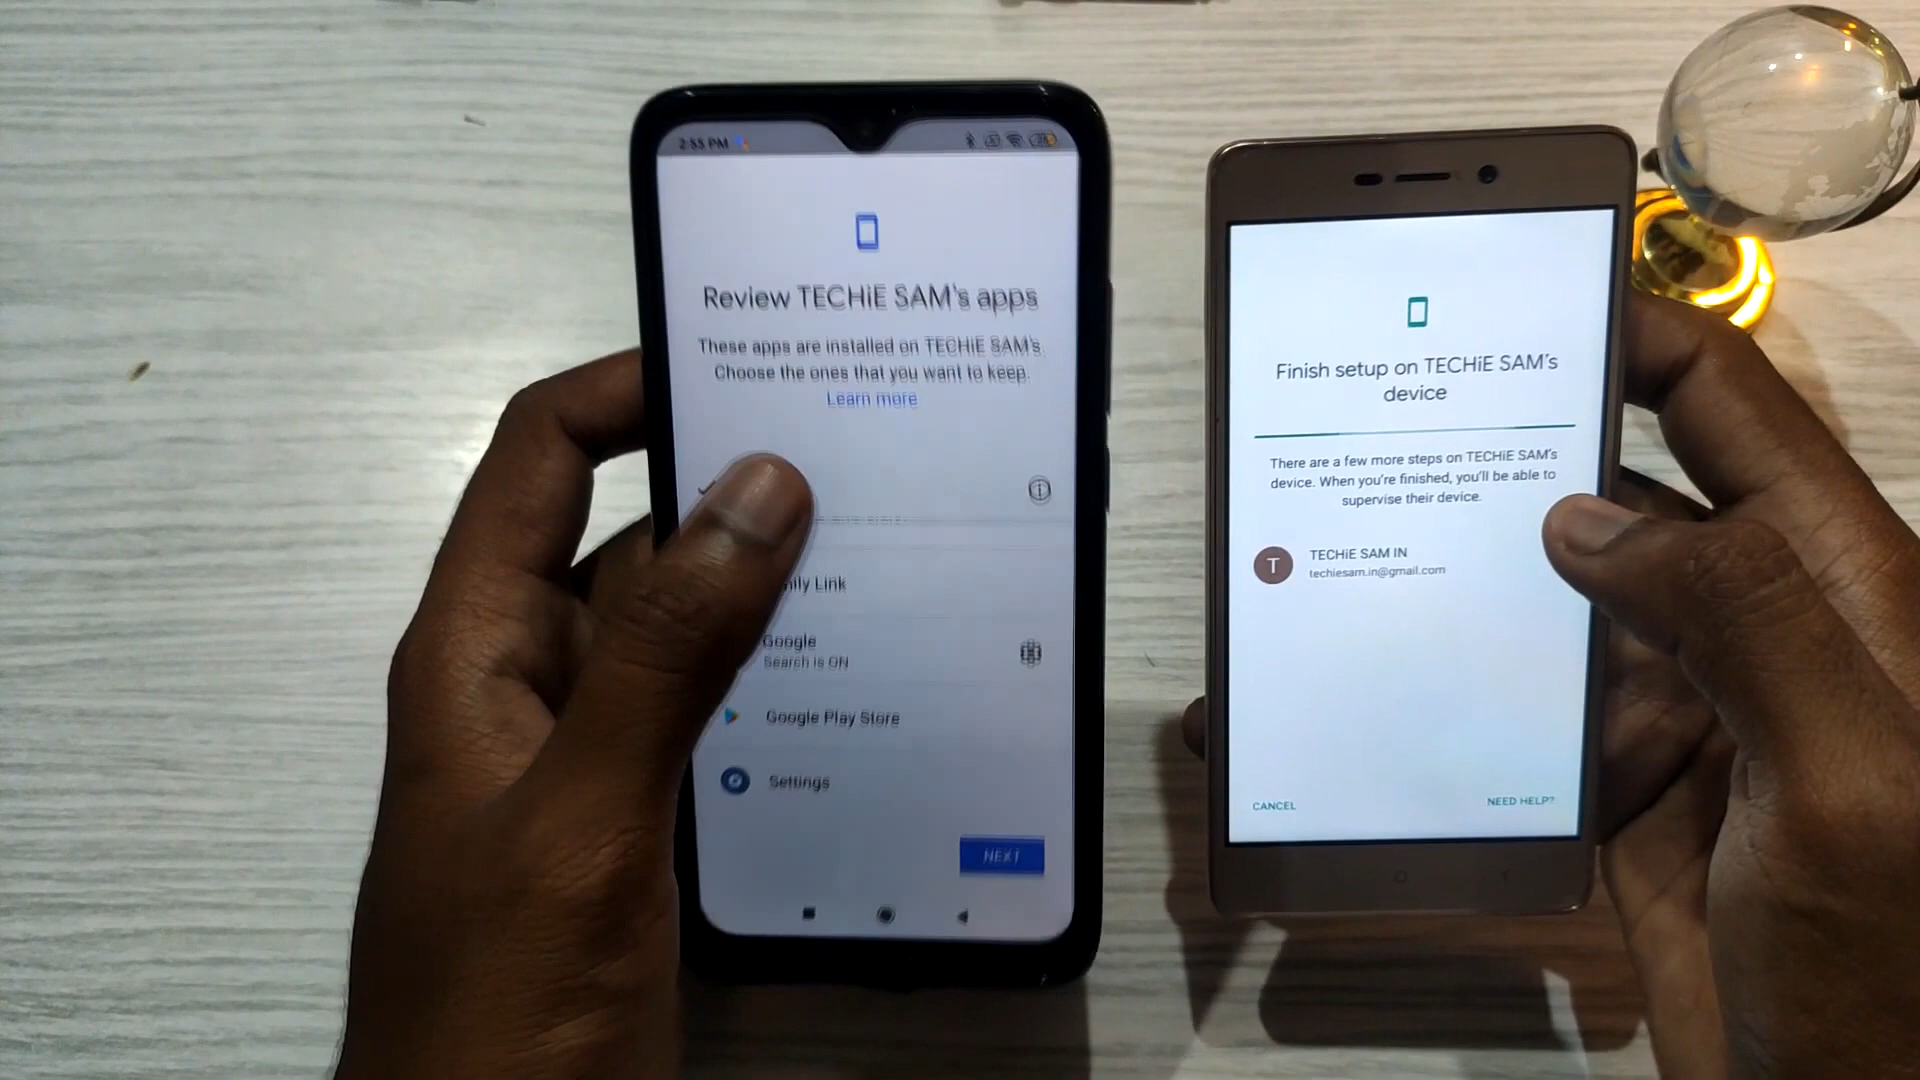 2:55 PM
Review TECHiE SAM's apps
These apps are installed on TECHiE SAM's.
Choose the ones that you want to keep.
Learn more
Link
Google
Search is ON
Google Play Store
Settings
NEXT
Finish setup on TECHiE SAM's
device
There are a few more steps on TECHiE SAM's
device. When you're finished, you'll be able to
supervise their device.
T
TECHiE SAM IN
techiesam.in@gmail.com
CANCEL
NEED HELP?